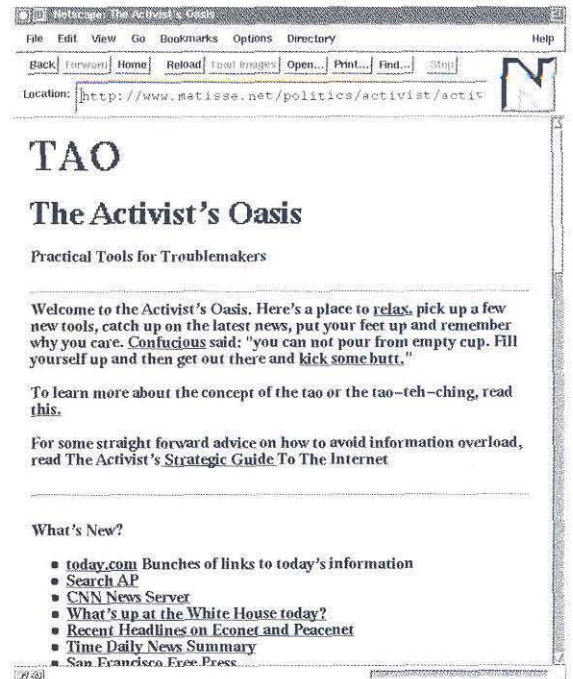 Netscape: The Activist's Oasis
File Edit View Go Bookmarks Options Directory Help
Back Forward Home Reload Load Images Open... Print... Find... Stop
Location: http://www.matisse.net/politics/activist/activ
N
TAO
The Activist's Oasis
Practical Tools for Troublemakers
Welcome to the Activist's Oasis. Here's a place to relax, pick up a few
new tools, catch up on the latest news, put your feet up and remember
why you care. Confucious said: "you can not pour from empty cup. Fill
yourself up and then get out there and kick some butt."
To learn more about the concept of the tao or the tao-teh-ching, read
this.
For some straight forward advice on how to avoid information overload,
read The Activist's Strategic Guide To The Internet
What's New?
today.com Bunches of links to today's information
Search AP
CNN News Server
What's up at the White House today?
Recent Headlines on Econet and Peacenet
Time Daily News Summary
San Francisco Free Press